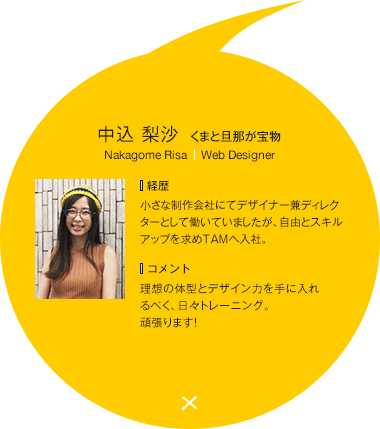 中込 梨沙 くまと旦那が宝物
Nakagome Risa | Web Designer
経歴
小さな制作会社にてデザイナー兼ディレク
ターとして働いていましたが、自由とスキル
アップを求めTAMへ入社。
コメント
理想の体型とデザイン力を手に入れ
るべく、日々トレーニング。
頑張ります!